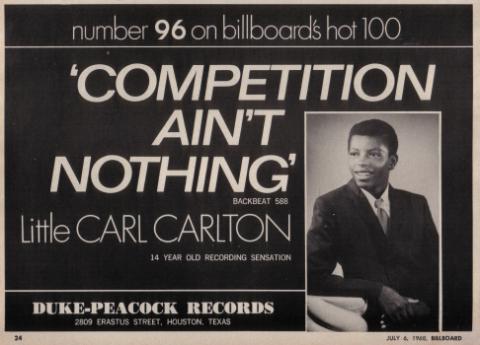 number 96 on billboard's hot 100
'COMPETITION
AIN'T
NOTHING'
BACKBEAT 588
Little CARL CARLTON
14 YEAR OLD RECORDING SENSATION
DUKE-PEACOCK RECORDS
2809 ERASTUS STREET, HOUSTON, TEXAS
24
JULY 6, 1968, BILLBOARD